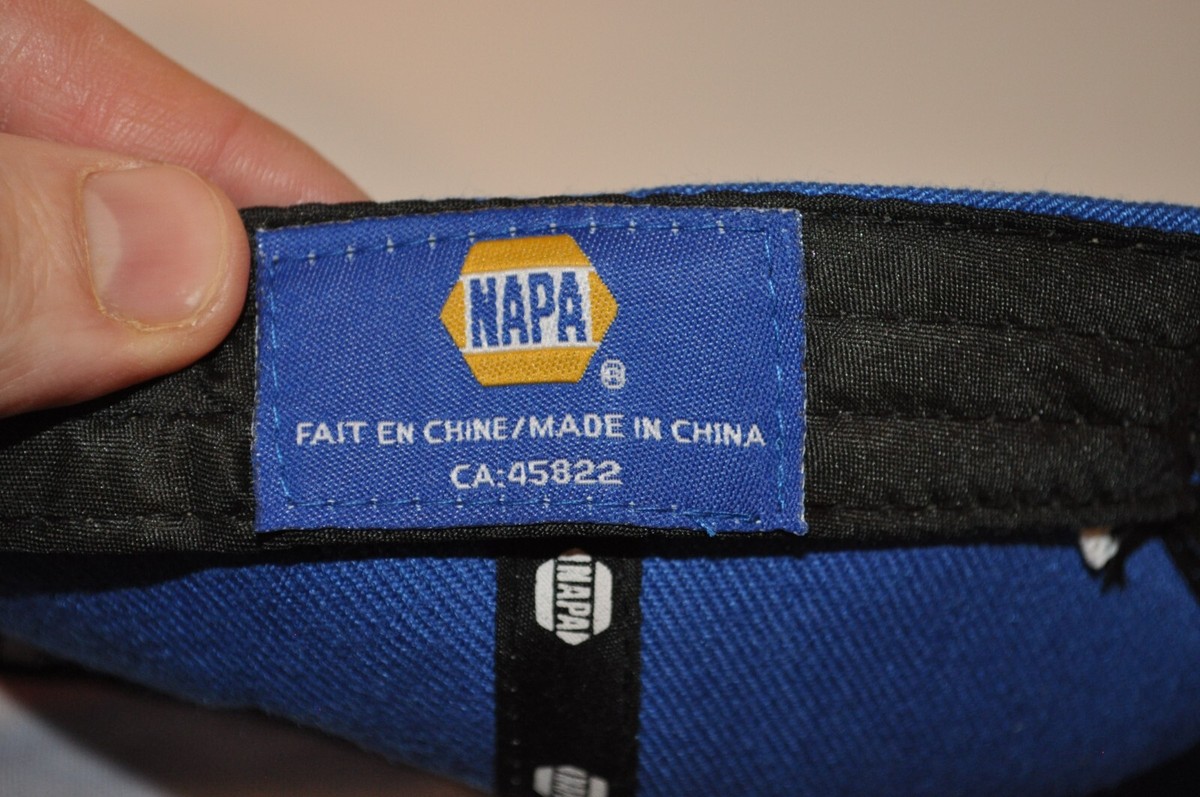 NAPA
®
FAIT EN CHINE/MADE IN CHINA
CA:45822
NAPA